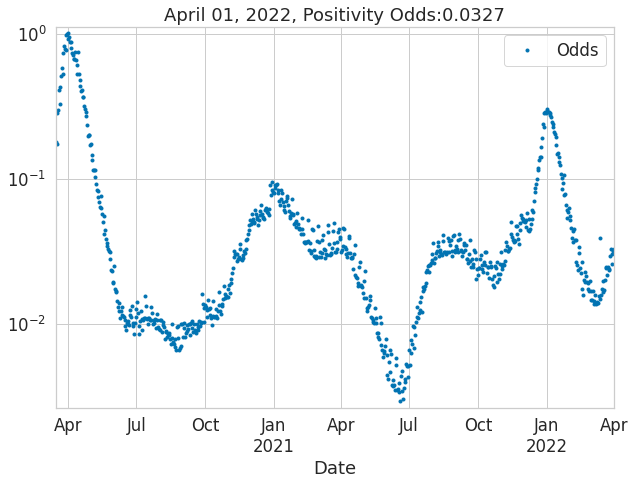 April 01, 2022, Positivity Odds:0.0327
Odds
10⁰
10⁻¹
10⁻²
Apr Jul Oct Jan Apr Jul Oct Jan Apr
2021 2022
Date